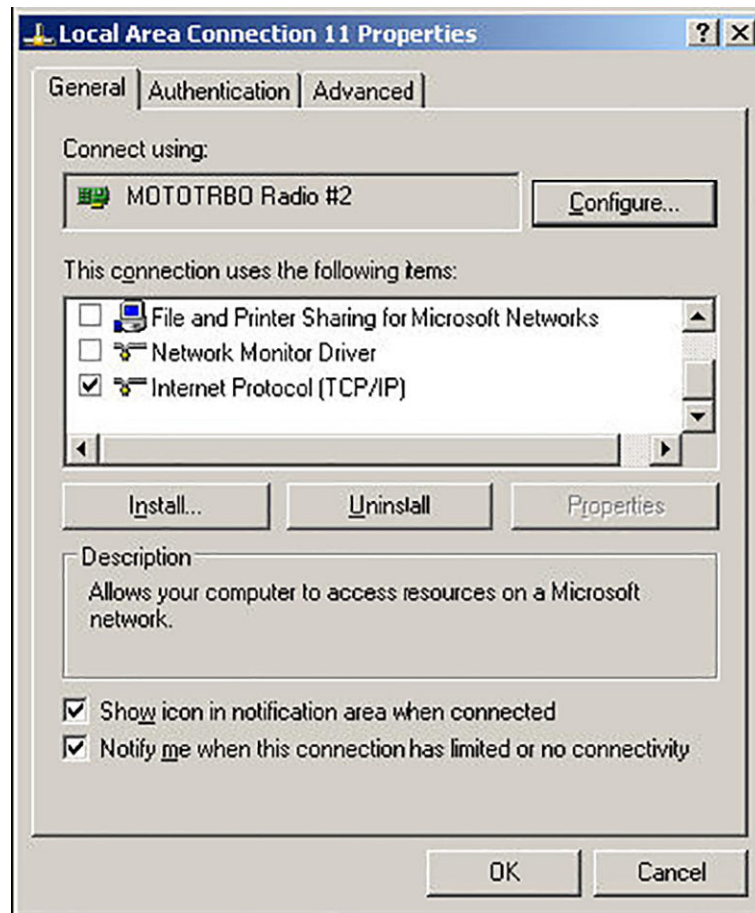 Local Area Connection 11 Properties
General Authentication Advanced
Connect using:
MOTOTRBO Radio #2
Configure...
This connection uses the following items:
File and Printer Sharing for Microsoft Networks
Network Monitor Driver
Internet Protocol (TCP/IP)
Install... Uninstall Properties
Description
Allows your computer to access resources on a Microsoft
network.
Show icon in notification area when connected
Notify me when this connection has limited or no connectivity
OK Cancel